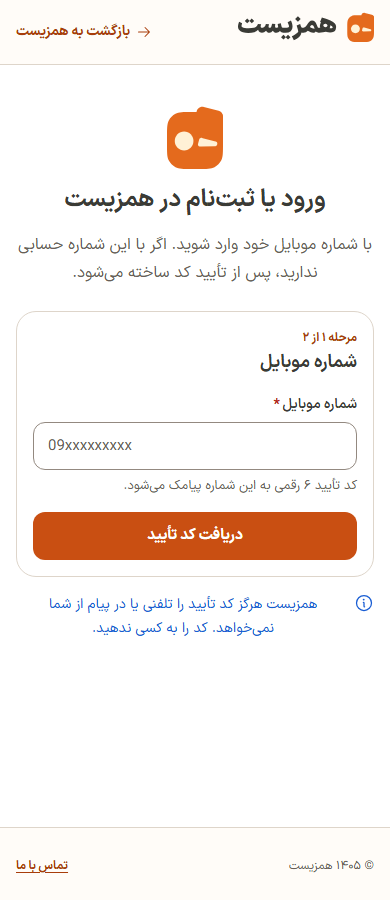 همزیست
بازگشت به همزیست
ورود یا ثبت‌نام در همزیست
با شماره موبایل خود وارد شوید. اگر با این شماره حسابی
ندارید، پس از تأیید کد ساخته می‌شود.
مرحله ۱ از ۲
شماره موبایل
شماره موبایل *
09xxxxxxxxx
کد تأیید ۶ رقمی به این شماره پیامک می‌شود.
دریافت کد تأیید
همزیست هرگز کد تأیید را تلفنی یا در پیام از شما
نمی‌خواهد. کد را به کسی ندهید.
© ۱۴۰۵ همزیست
تماس با ما